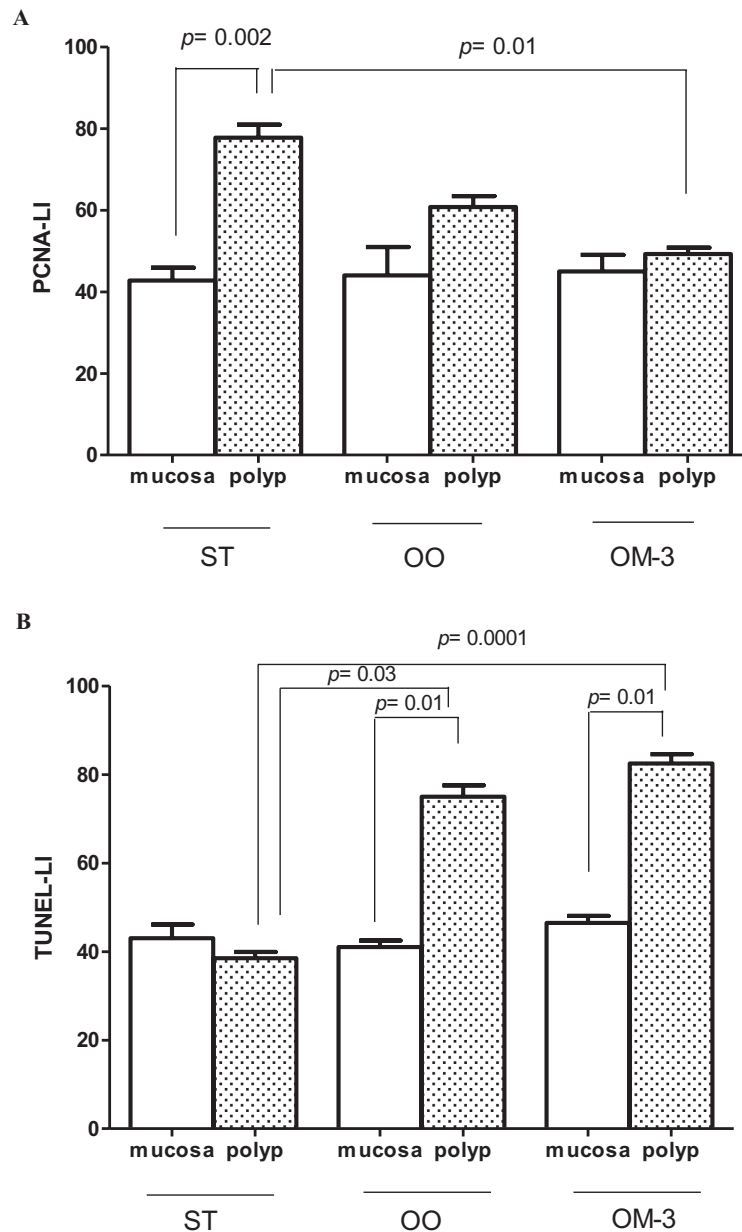 A
p= 0.002
p= 0.01
100
80
60
40
20
0
PCNA-LI
mucosa polyp mucosa polyp mucosa polyp
ST OO OM-3
B
p= 0.0001
p= 0.03
p= 0.01 p= 0.01
100
80
60
40
20
0
TUNEL-LI
mucosa polyp mucosa polyp mucosa polyp
ST OO OM-3